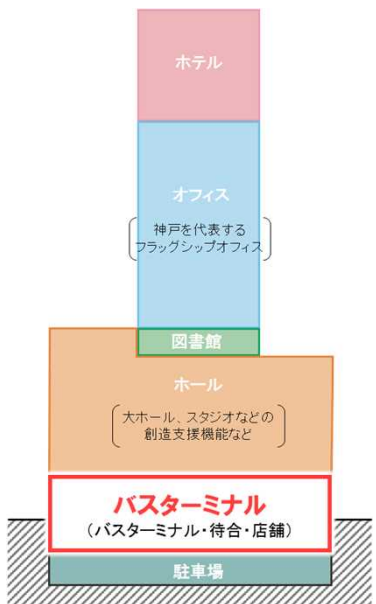 ホテル
オフィス
神戸を代表する
フラッグシップオフィス
図書館
ホール
大ホール、スタジオなどの
創造支援機能など
バスターミナル
(バスターミナル・待合・店舗)
駐車場